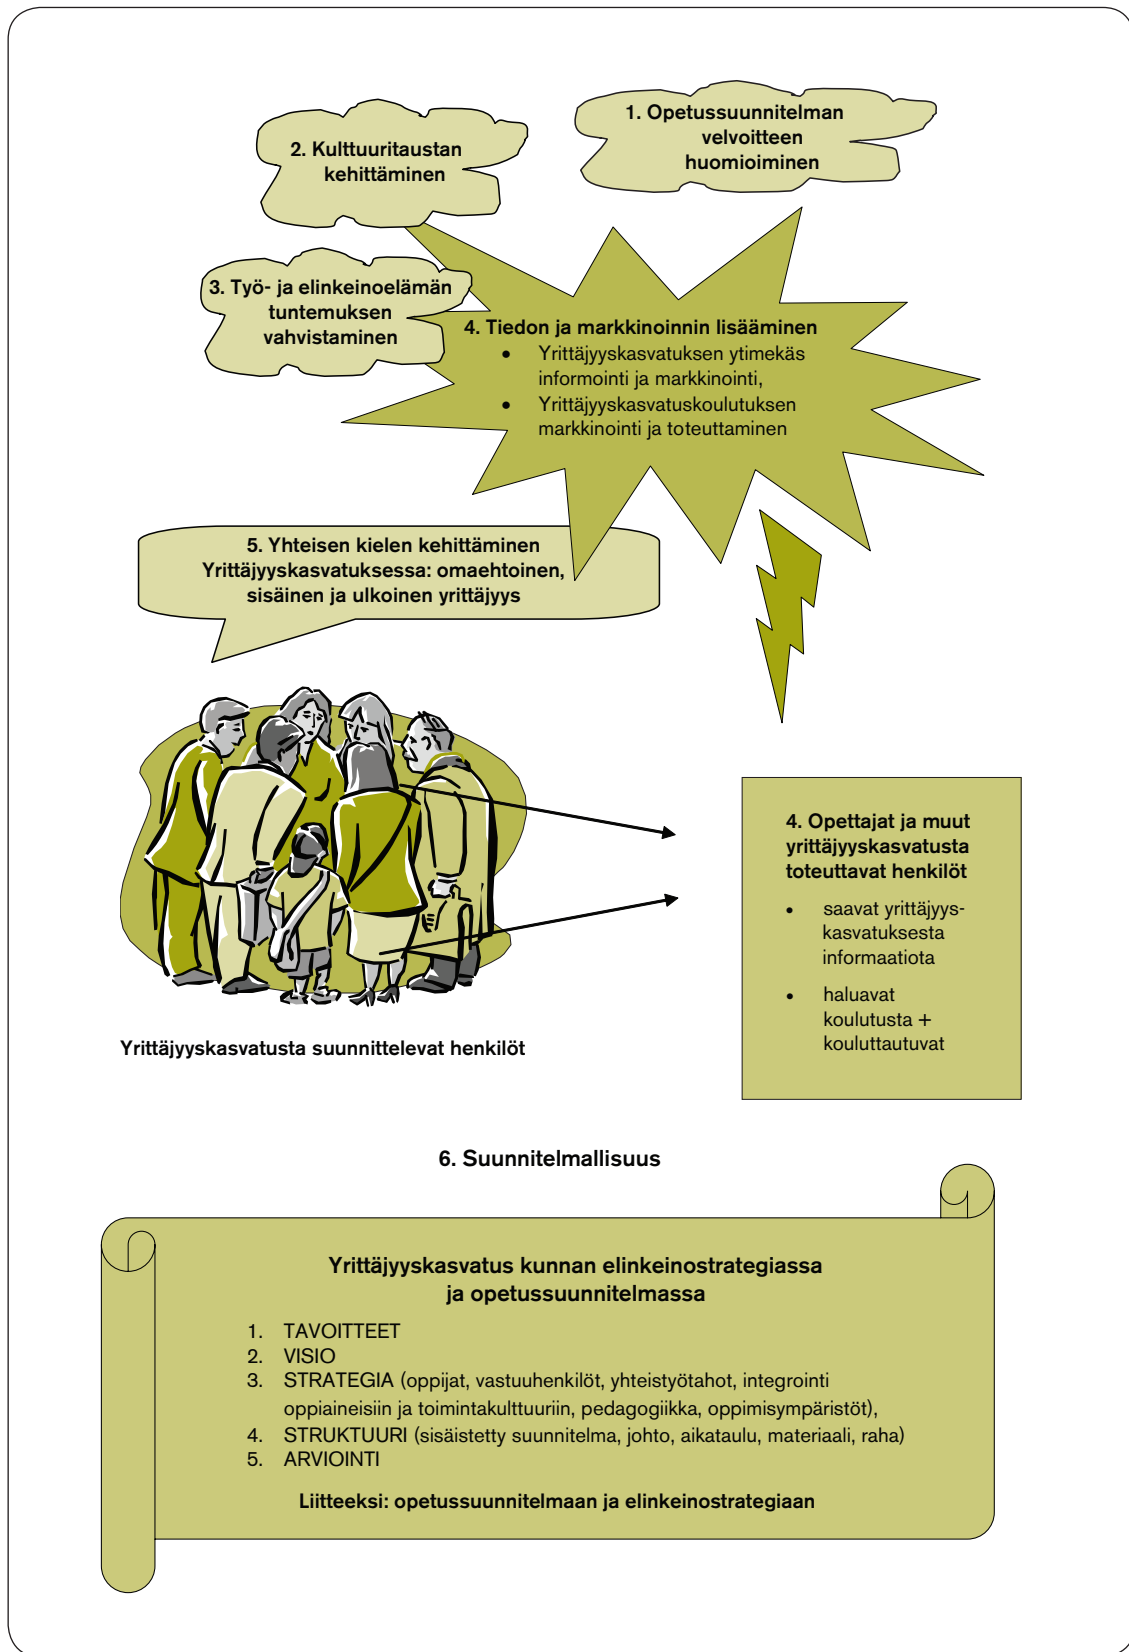 1. Opetussuunnitelman
velvoitteen
huomioiminen
2. Kulttuuritaustan
kehittäminen
3. Työ- ja elinkeinoelämän
tuntemuksen
vahvistaminen
4. Tiedon ja markkinoinnin lisääminen
• Yrittäjyyskasvatuksen ytimekäs
informointi ja markkinointi,
• Yrittäjyyskasvatuskoulutuksen
markkinointi ja toteuttaminen
5. Yhteisen kielen kehittäminen
Yrittäjyyskasvatuksessa: omaehtoinen,
sisäinen ja ulkoinen yrittäjyys
4. Opettajat ja muut
yrittäjyyskasvatusta
toteuttavat henkilöt
• saavat yrittäjyys-
kasvatuksesta
informaatiota
• haluavat
koulutusta +
kouluttautuvat
Yrittäjyyskasvatusta suunnittelevat henkilöt
6. Suunnitelmallisuus
Yrittäjyyskasvatus kunnan elinkeinostrategiassa
ja opetussuunnitelmassa
1. TAVOITTEET
2. VISIO
3. STRATEGIA (oppijat, vastuuhenkilöt, yhteistyötahot, integrointi
oppiaineisiin ja toimintakulttuuriin, pedagogiikka, oppimisympäristöt),
4. STRUKTUURI (sisäistetty suunnitelma, johto, aikataulu, materiaali, raha)
5. ARVIOINTI
Liitteeksi: opetussuunnitelmaan ja elinkeinostrategiaan